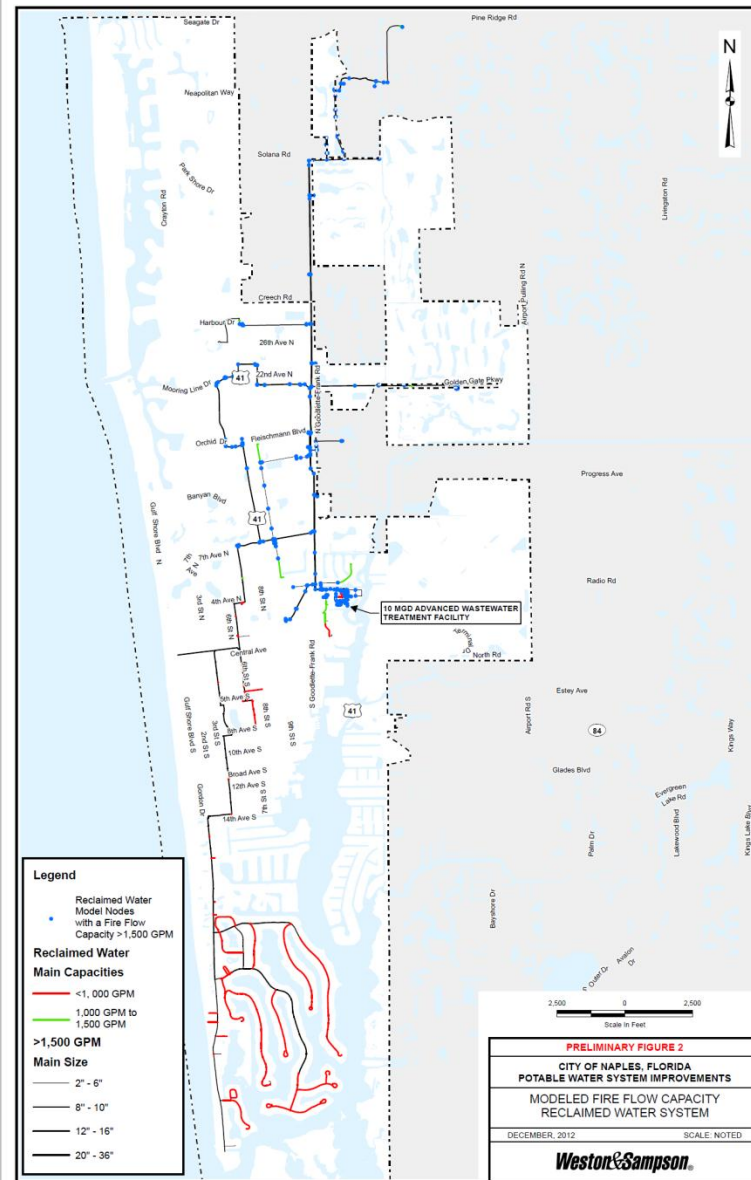 Seagate Dr
Pine Ridge Rd
N
Neapolitan Way
Solana Rd
Park Shore Dr
Crayton Rd
Livingston Rd
Airport Pulling Rd N
Creech Rd
Harbour Dr
26th Ave N
41
22nd Ave N
Mooring Line Dr
N Goodlette-Frank Rd
Golden Gate Pkwy
Orchid Dr
Fleischmann Blvd
Progress Ave
Banyan Blvd
41
Gulf Shore Blvd N
7th Ave N
7th
Ave
N
Radio Rd
8th St N
4th Ave N
3rd St N
6th St N
10 MGD ADVANCED WASTEWATER
TREATMENT FACILITY
Terminal Dr
North Rd
Central Ave
S Goodlette-Frank Rd
6th St S
5th Ave S
8th St S
Estey Ave
Gulf Shore Blvd S
3rd St S
2nd St S
8th Ave S
9th St S
41
Airport Rd S
84
Kings Way
10th Ave S
Broad Ave S
12th Ave S
7th St S
Gordon Dr
14th Ave S
Glades Blvd
Evergreen
Lake Rd
Palm Dr
Lakewood Blvd
Kings Lake Blvd
Bayshore Dr
Outer Dr
Avalon
Dr
Legend
Reclaimed Water
Model Nodes
with a Fire Flow
Capacity >1,500 GPM
Reclaimed Water
Main Capacities
<1, 000 GPM
1,000 GPM to
1,500 GPM
>1,500 GPM
Main Size
2" - 6"
8" - 10"
12" - 16"
20" - 36"
2,500 0 2,500
Scale In Feet
PRELIMINARY FIGURE 2
CITY OF NAPLES, FLORIDA
POTABLE WATER SYSTEM IMPROVEMENTS
MODELED FIRE FLOW CAPACITY
RECLAIMED WATER SYSTEM
DECEMBER, 2012 SCALE: NOTED
Weston&Sampson®